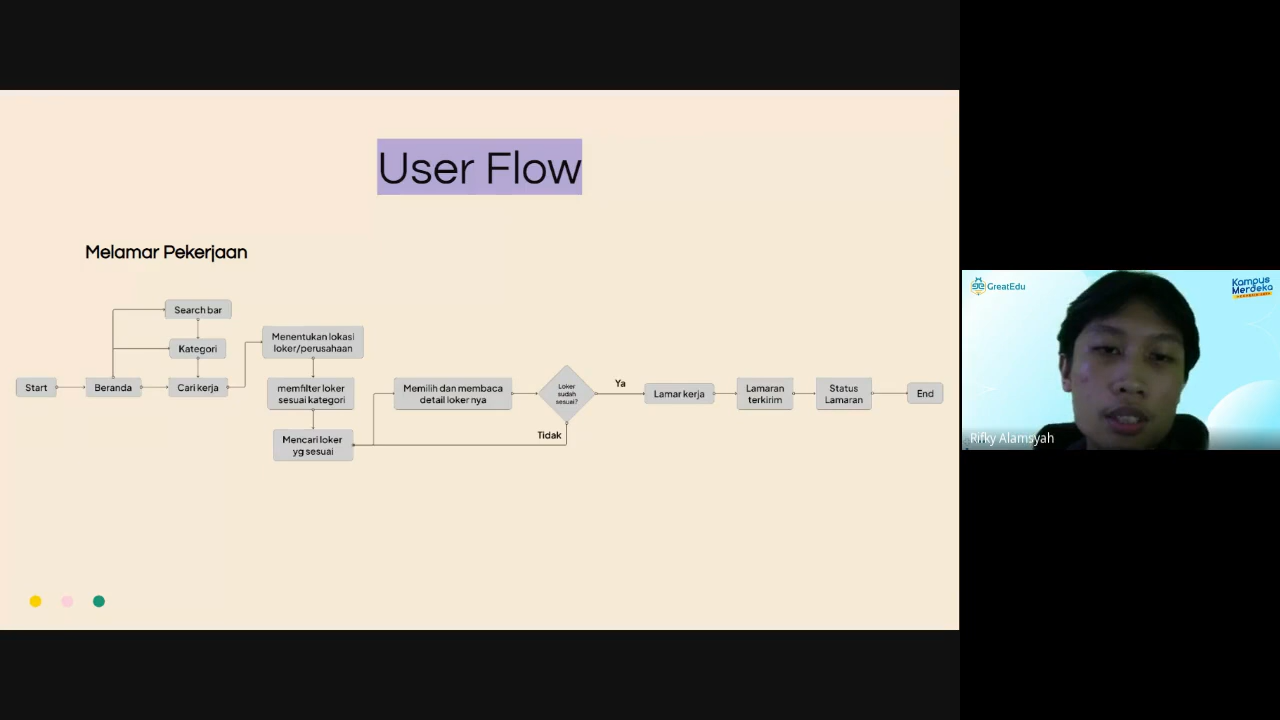 User Flow
Melamar Pekerjaan
Search bar
Kategori
Start
Beranda
Cari kerja
Menentukan lokasi
loker/perusahaan
memfilter loker
sesuai kategori
Mencari loker
yg sesuai
Memilih dan membaca
detail loker nya
Loker
sudah
sesuai?
Ya
Tidak
Lamar kerja
Lamaran
terkirim
Status
Lamaran
End
GreatEdu
Kampus
Merdeka
Rifky Alamsyah